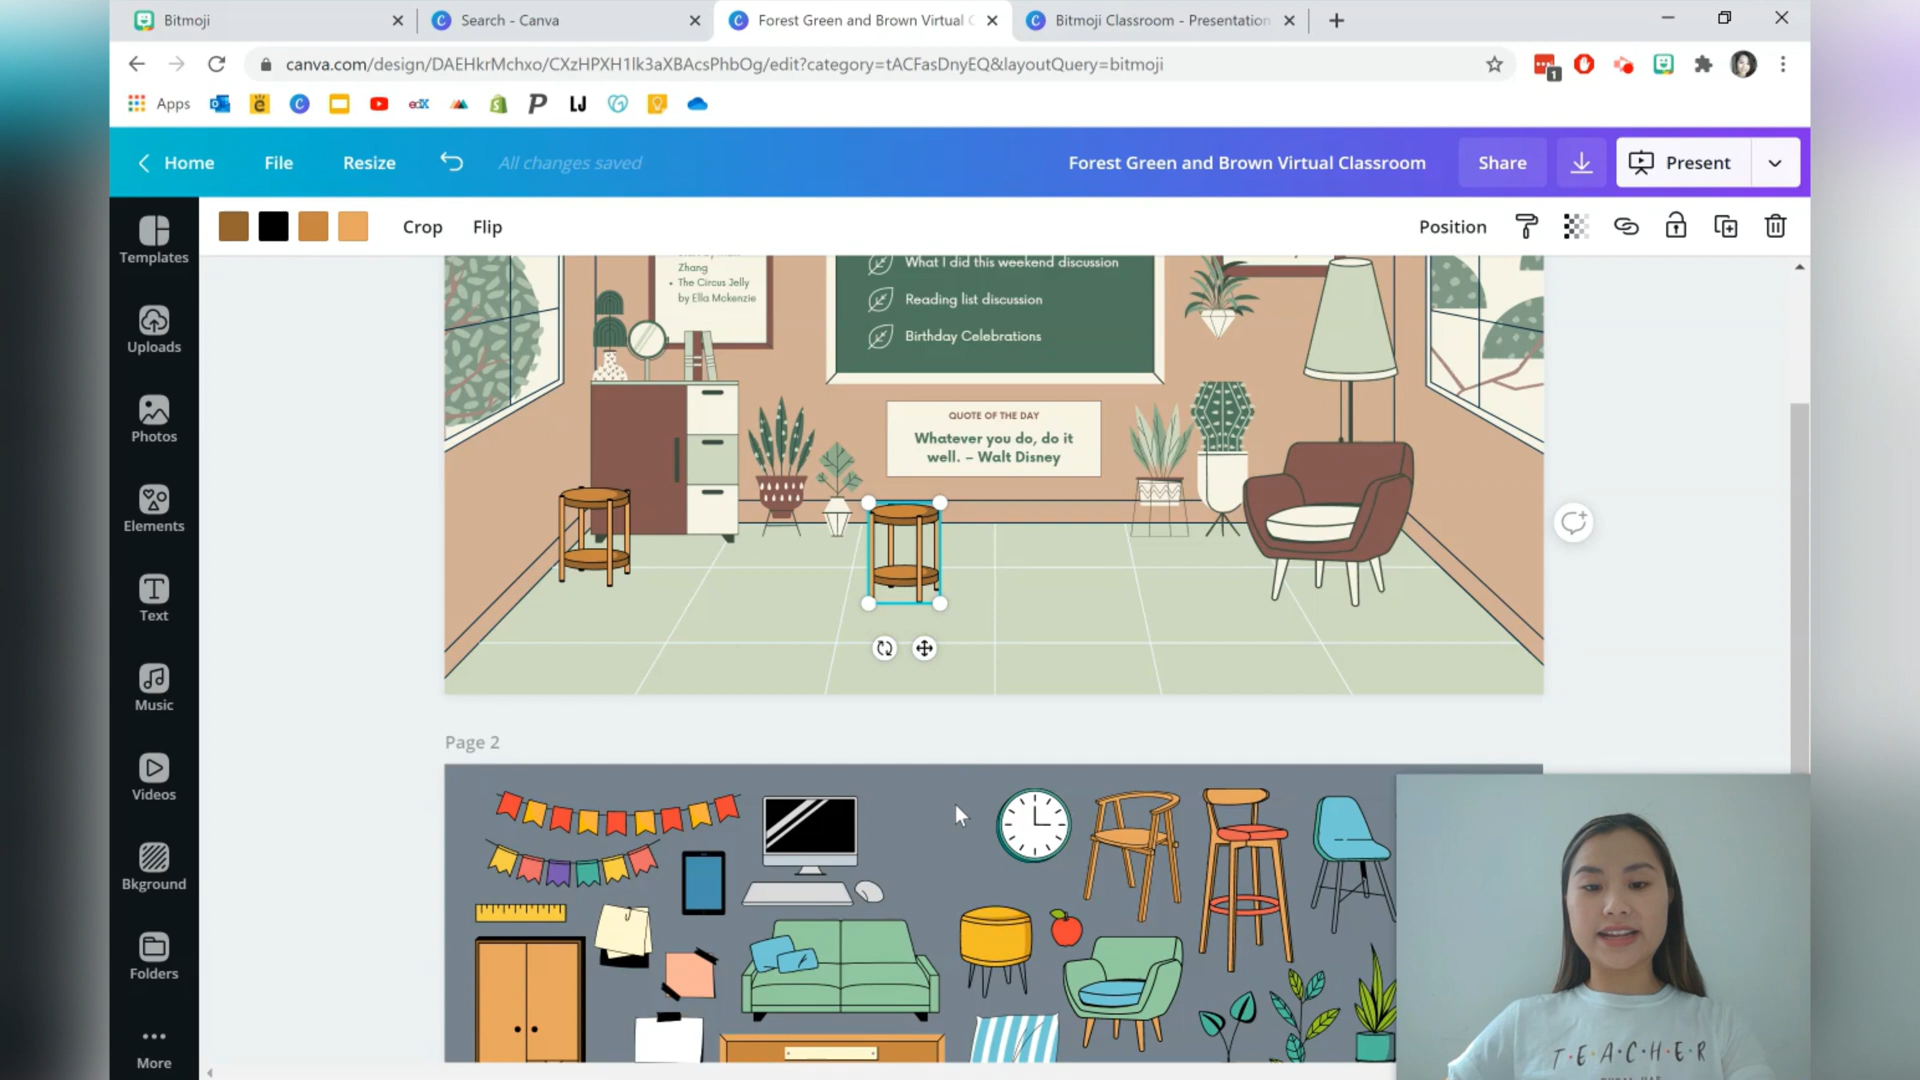 Bitmoji
Search - Canva
Forest Green and Brown Virtual
Bitmoji Classroom - Presentation
canva.com/design/DAEHkrMchxo/CXzHPXH1lk3aXBAcsPhbOg/edit?category=tACFasDnyEQ&layoutQuery=bitmoji
1
Apps
edX
LJ
Home
File
Resize
All changes saved
Forest Green and Brown Virtual Classroom
Share
Present
Crop
Flip
Position
Templates
Uploads
Photos
Elements
Text
Music
Videos
Bkground
Folders
More
Zhang
• The Circus Jelly
by Ella Mckenzie
What I did this weekend discussion
Reading list discussion
Birthday Celebrations
QUOTE OF THE DAY
Whatever you do, do it
well. – Walt Disney
Page 2
T·E·A·C·H·E·R